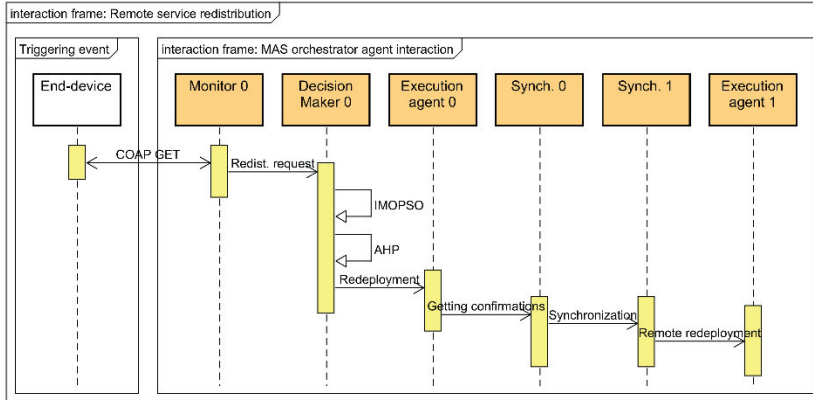 interaction frame: Remote service redistribution
Triggering event
interaction frame: MAS orchestrator agent interaction
End-device
Monitor 0
Decision
Maker 0
Execution
agent 0
Synch. 0
Synch. 1
Execution
agent 1
COAP GET
Redist. request
IMOPSO
AHP
Redeployment
Getting confirmations
Synchronization
Remote redeployment